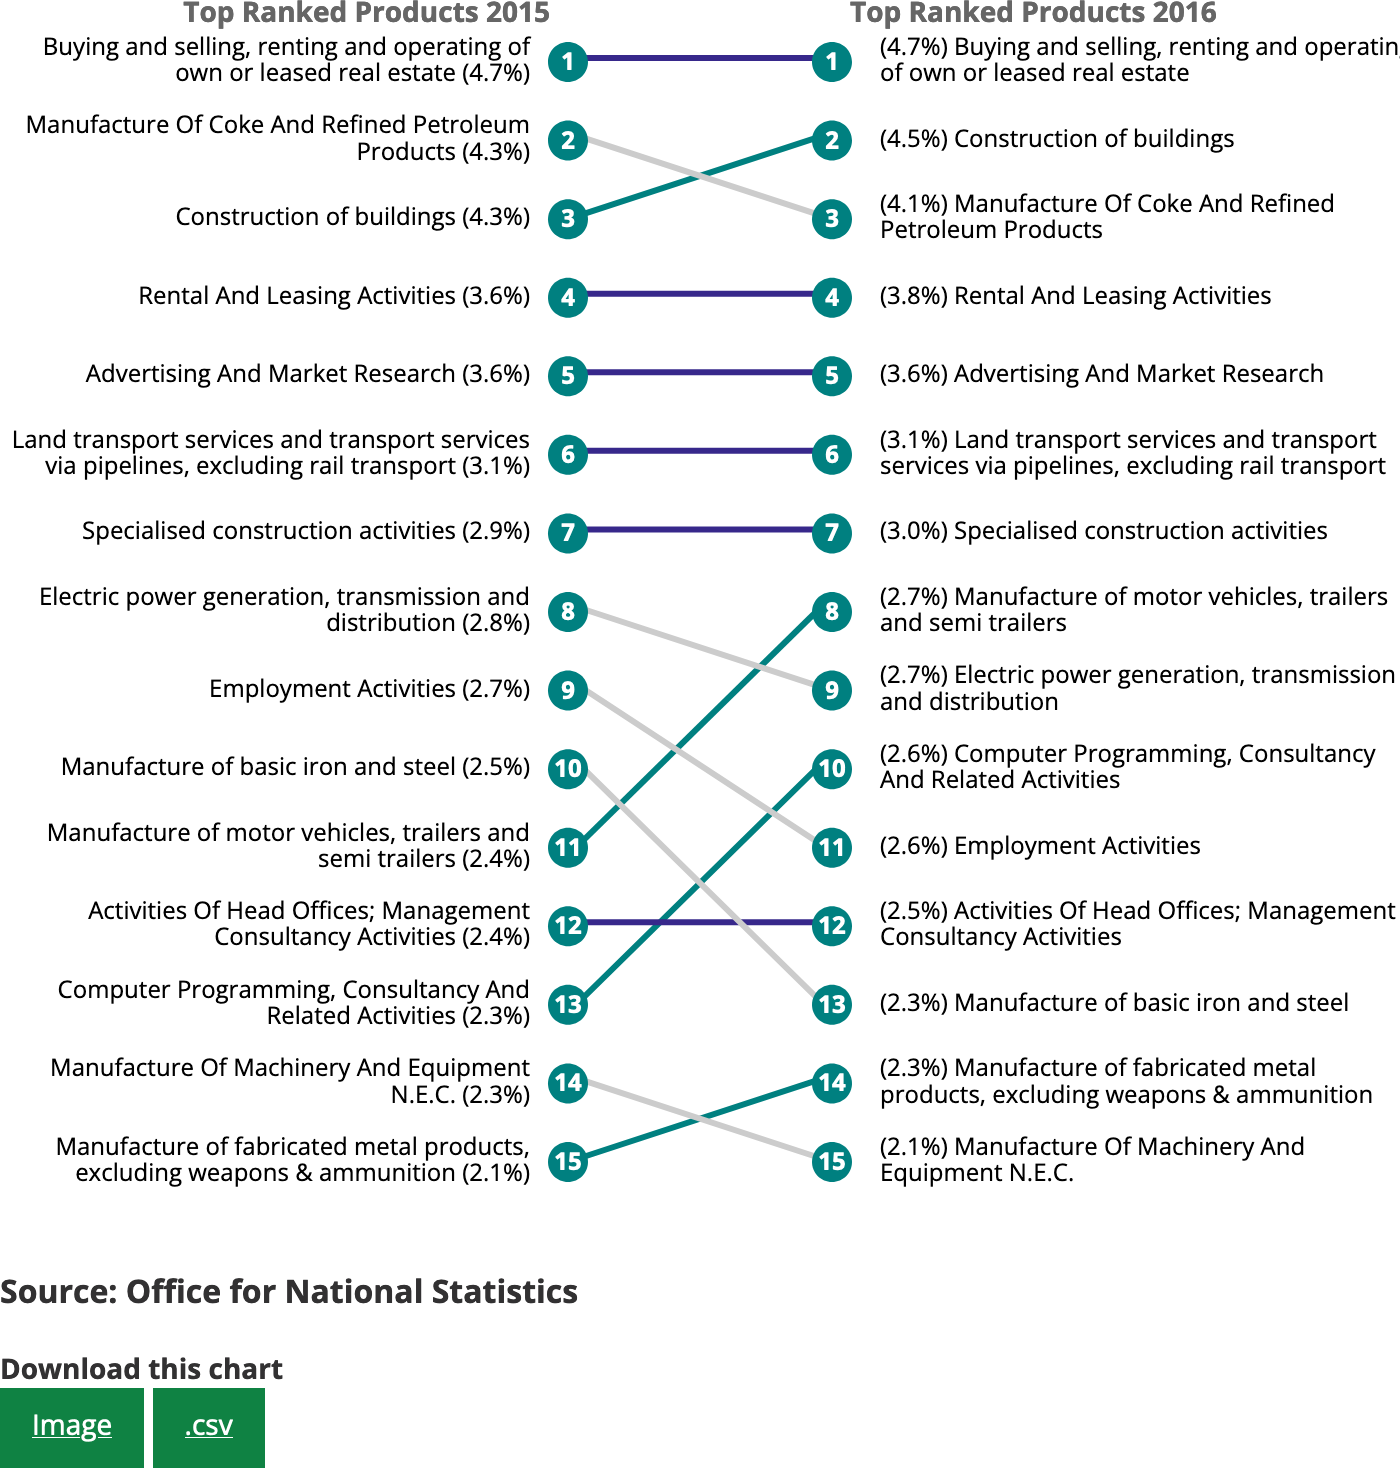 Top Ranked Products 2015
Top Ranked Products 2016
Buying and selling, renting and operating of
own or leased real estate (4.7%)
1
1
(4.7%) Buying and selling, renting and operating
of own or leased real estate
Manufacture Of Coke And Refined Petroleum
Products (4.3%)
2
2
(4.5%) Construction of buildings
Construction of buildings (4.3%)
3
3
(4.1%) Manufacture Of Coke And Refined
Petroleum Products
Rental And Leasing Activities (3.6%)
4
4
(3.8%) Rental And Leasing Activities
Advertising And Market Research (3.6%)
5
5
(3.6%) Advertising And Market Research
Land transport services and transport services
via pipelines, excluding rail transport (3.1%)
6
6
(3.1%) Land transport services and transport
services via pipelines, excluding rail transport
Specialised construction activities (2.9%)
7
7
(3.0%) Specialised construction activities
Electric power generation, transmission and
distribution (2.8%)
8
8
(2.7%) Manufacture of motor vehicles, trailers
and semi trailers
Employment Activities (2.7%)
9
9
(2.7%) Electric power generation, transmission
and distribution
Manufacture of basic iron and steel (2.5%)
10
10
(2.6%) Computer Programming, Consultancy
And Related Activities
Manufacture of motor vehicles, trailers and
semi trailers (2.4%)
11
11
(2.6%) Employment Activities
Activities Of Head Offices; Management
Consultancy Activities (2.4%)
12
12
(2.5%) Activities Of Head Offices; Management
Consultancy Activities
Computer Programming, Consultancy And
Related Activities (2.3%)
13
13
(2.3%) Manufacture of basic iron and steel
Manufacture Of Machinery And Equipment
N.E.C. (2.3%)
14
14
(2.3%) Manufacture of fabricated metal
products, excluding weapons & ammunition
Manufacture of fabricated metal products,
excluding weapons & ammunition (2.1%)
15
15
(2.1%) Manufacture Of Machinery And
Equipment N.E.C.
Source: Office for National Statistics
Download this chart
Image
.csv